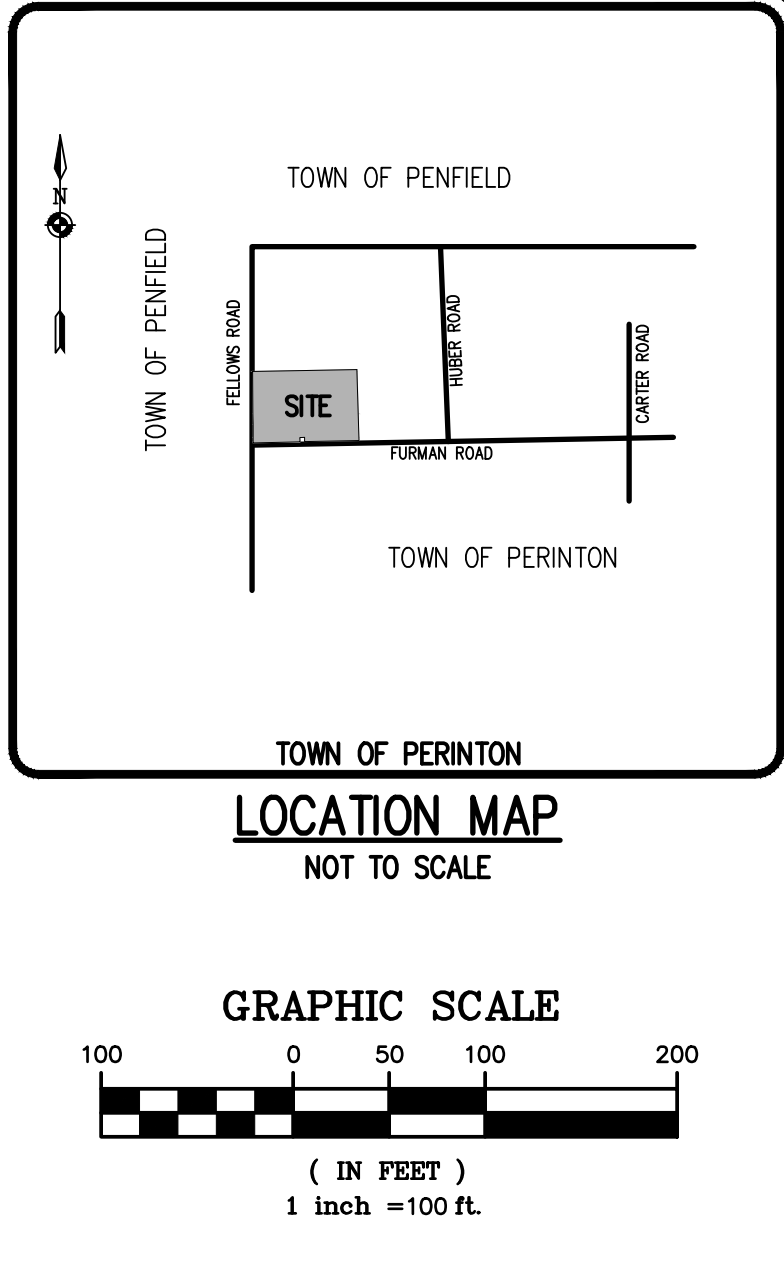 TOWN OF PENFIELD
N
TOWN OF PENFIELD
FELLOWS ROAD
HUBER ROAD
CARTER ROAD
SITE
FURMAN ROAD
TOWN OF PERINTON
TOWN OF PERINTON
LOCATION MAP
NOT TO SCALE
GRAPHIC SCALE
100 0 50 100 200
( IN FEET )
1 inch =100 ft.